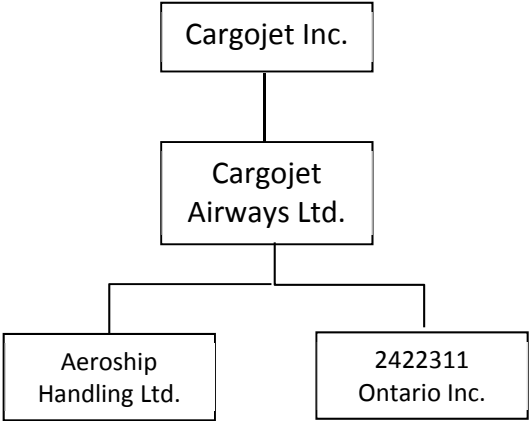 Cargojet Inc.
Cargojet
Airways Ltd.
Aeroship
Handling Ltd.
2422311
Ontario Inc.